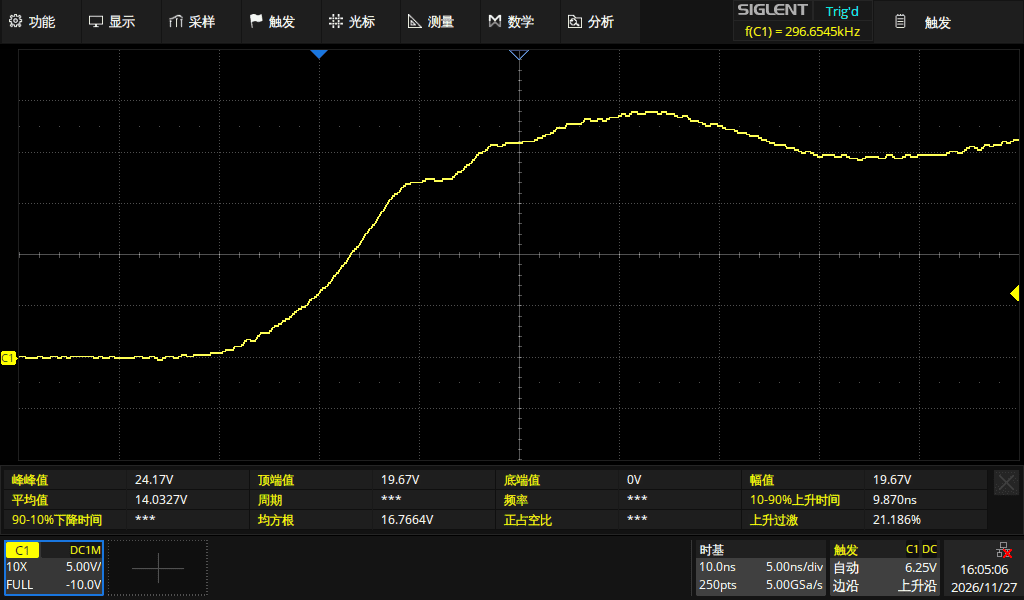 功能 显示 采样 触发 光标 测量 数学 分析 SIGLENT Trig'd 触发
f(C1) = 296.6545kHz
C1
峰峰值 24.17V 顶端值 19.67V 底端值 0V 幅值 19.67V
平均值 14.0327V 周期 *** 频率 *** 10-90%上升时间 9.870ns
90-10%下降时间 *** 均方根 16.7664V 正占空比 *** 上升过激 21.186%
C1 DC1M 时基 触发 C1 DC
10X 5.00V/ 10.0ns 5.00ns/div 自动 6.25V 16:05:06
FULL -10.0V 250pts 5.00GSa/s 边沿 上升沿 2026/11/27